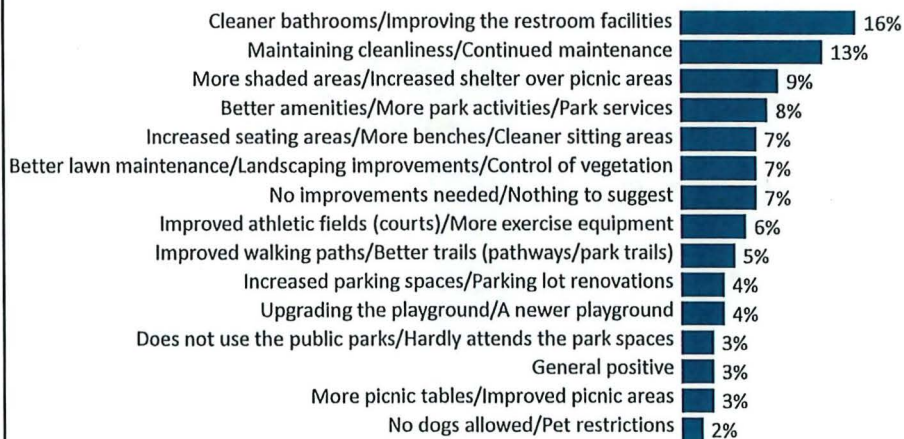 Cleaner bathrooms/Improving the restroom facilities 16%
Maintaining cleanliness/Continued maintenance 13%
More shaded areas/Increased shelter over picnic areas 9%
Better amenities/More park activities/Park services 8%
Increased seating areas/More benches/Cleaner sitting areas 7%
Better lawn maintenance/Landscaping improvements/Control of vegetation 7%
No improvements needed/Nothing to suggest 7%
Improved athletic fields (courts)/More exercise equipment 6%
Improved walking paths/Better trails (pathways/park trails) 5%
Increased parking spaces/Parking lot renovations 4%
Upgrading the playground/A newer playground 4%
Does not use the public parks/Hardly attends the park spaces 3%
General positive 3%
More picnic tables/Improved picnic areas 3%
No dogs allowed/Pet restrictions 2%